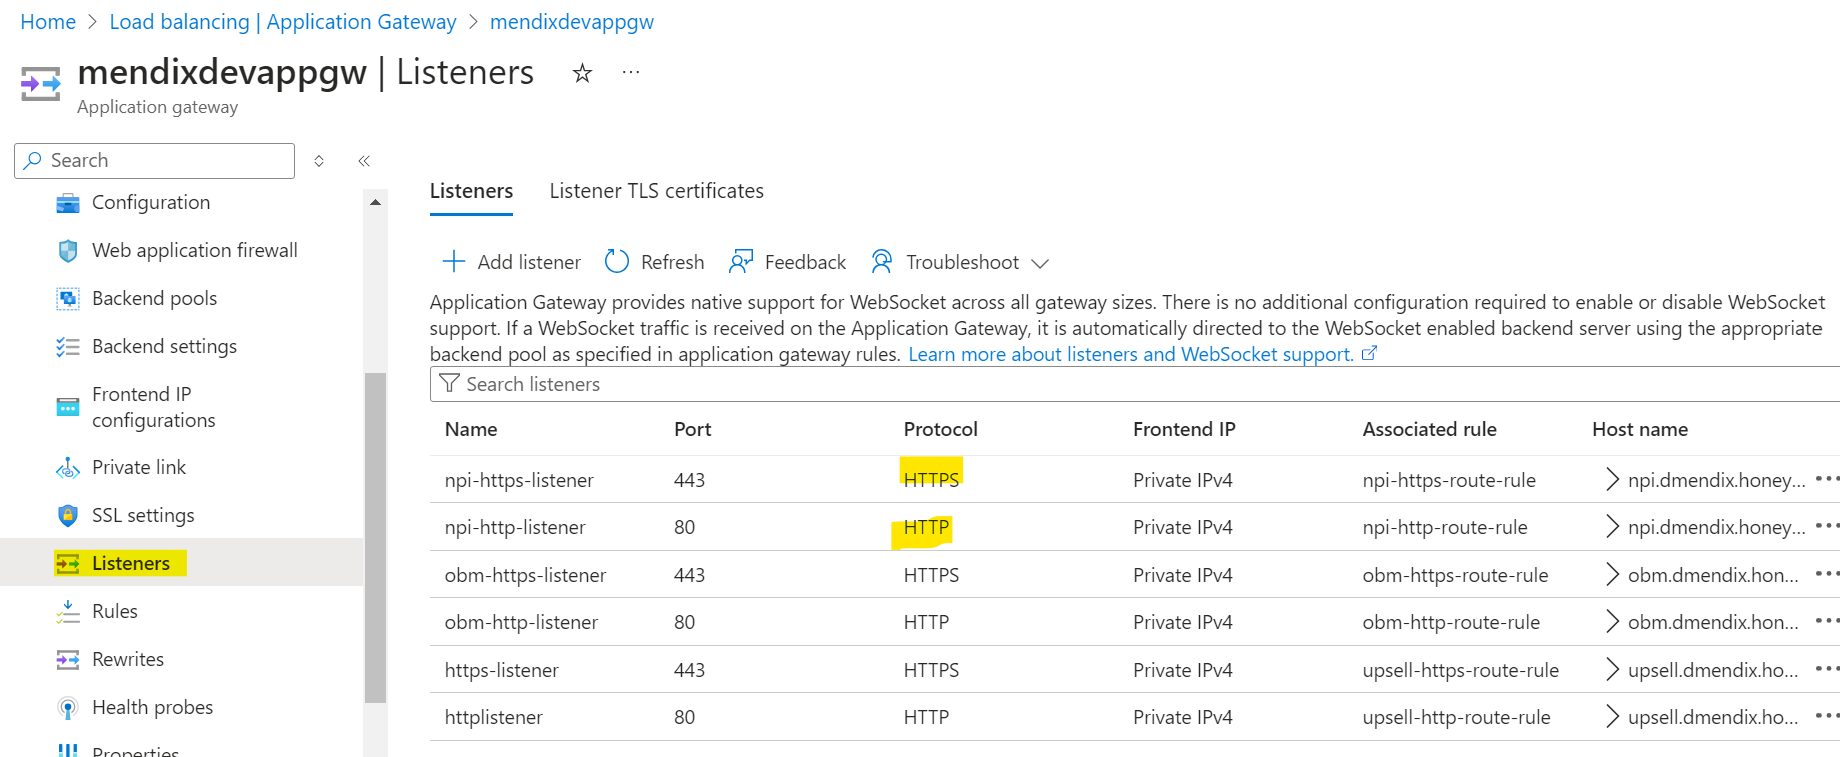 Home > Load balancing | Application Gateway > mendixdevappgw
mendixdevappgw | Listeners
Application gateway
Search
Configuration
Web application firewall
Backend pools
Backend settings
Frontend IP
configurations
Private link
SSL settings
Listeners
Rules
Rewrites
Health probes
Properties
Listeners Listener TLS certificates
Add listener Refresh Feedback Troubleshoot
Application Gateway provides native support for WebSocket across all gateway sizes. There is no additional configuration required to enable or disable WebSocket
support. If a WebSocket traffic is received on the Application Gateway, it is automatically directed to the WebSocket enabled backend server using the appropriate
backend pool as specified in application gateway rules. Learn more about listeners and WebSocket support.
Search listeners
Name Port Protocol Frontend IP Associated rule Host name
npi-https-listener 443 HTTPS Private IPv4 npi-https-route-rule > npi.dmendix.honey...
npi-http-listener 80 HTTP Private IPv4 npi-http-route-rule > npi.dmendix.honey...
obm-https-listener 443 HTTPS Private IPv4 obm-https-route-rule > obm.dmendix.hon...
obm-http-listener 80 HTTP Private IPv4 obm-http-route-rule > obm.dmendix.hon...
https-listener 443 HTTPS Private IPv4 upsell-https-route-rule > upsell.dmendix.ho...
httplistener 80 HTTP Private IPv4 upsell-http-route-rule > upsell.dmendix.ho...